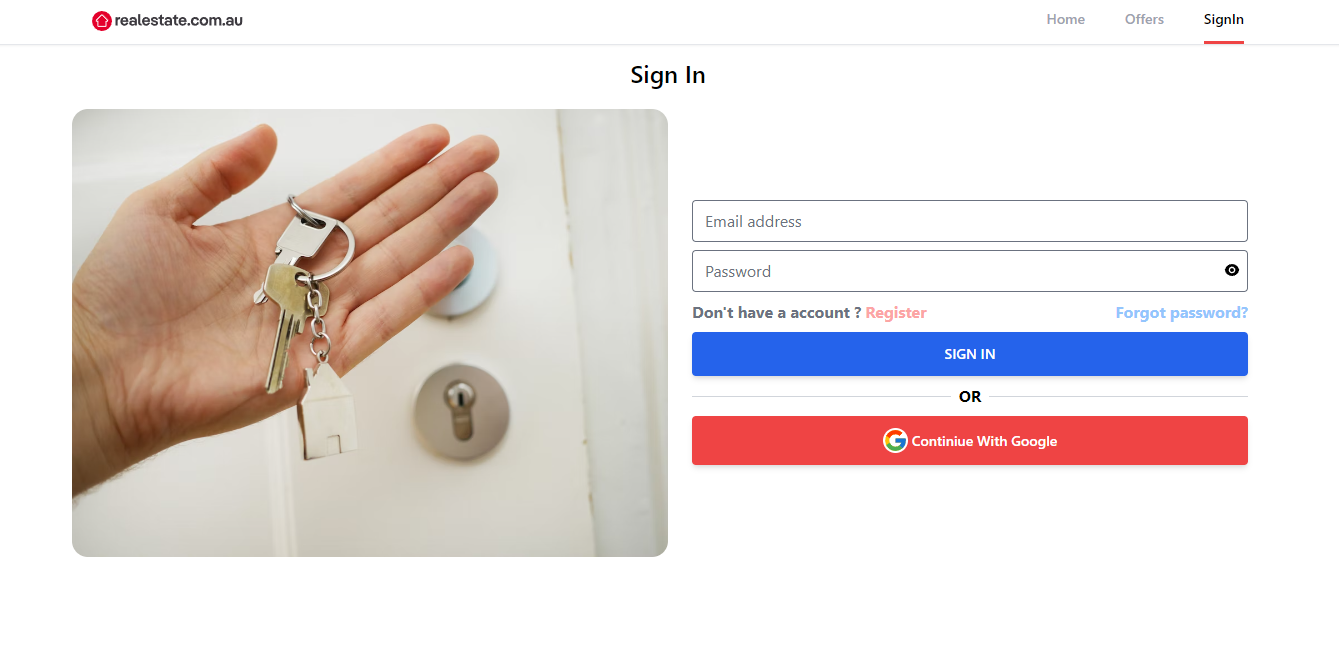 realestate.com.au
Home Offers SignIn
Sign In
Email address
Password
Don't have a account ? Register Forgot password?
SIGN IN
OR
Continiue With Google